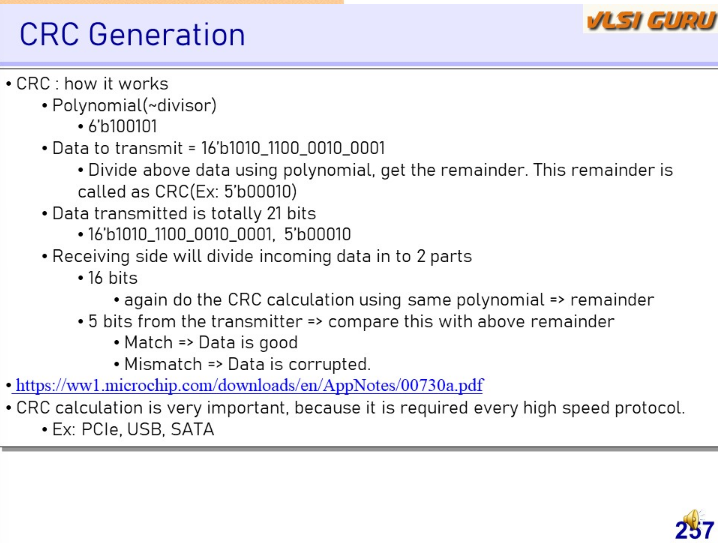 VLSI GURU
CRC Generation
• CRC : how it works
• Polynomial(~divisor)
• 6'b100101
• Data to transmit = 16'b1010_1100_0010_0001
• Divide above data using polynomial, get the remainder. This remainder is
called as CRC(Ex: 5'b00010)
• Data transmitted is totally 21 bits
• 16'b1010_1100_0010_0001, 5'b00010
• Receiving side will divide incoming data in to 2 parts
• 16 bits
• again do the CRC calculation using same polynomial => remainder
• 5 bits from the transmitter => compare this with above remainder
• Match => Data is good
• Mismatch => Data is corrupted.
• https://ww1.microchip.com/downloads/en/AppNotes/00730a.pdf
• CRC calculation is very important, because it is required every high speed protocol.
• Ex: PCIe, USB, SATA
257